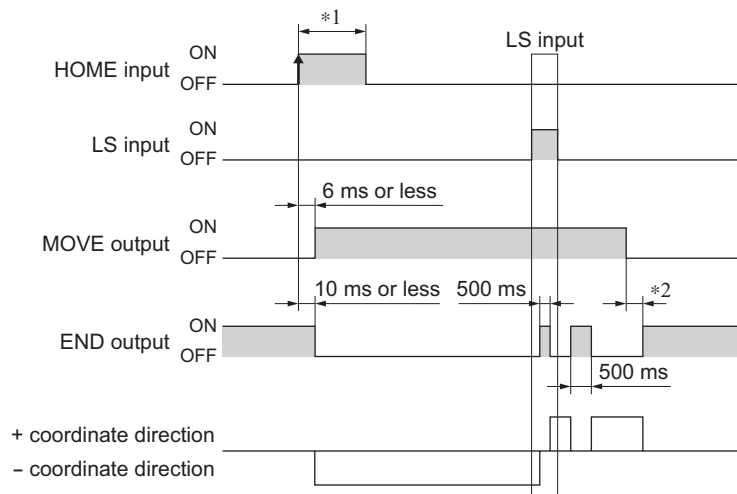 *1
ON
HOME input
OFF
LS input
ON
LS input
OFF
6 ms or less
ON
MOVE output
OFF
10 ms or less
500 ms
*2
ON
END output
OFF
500 ms
+ coordinate direction
− coordinate direction